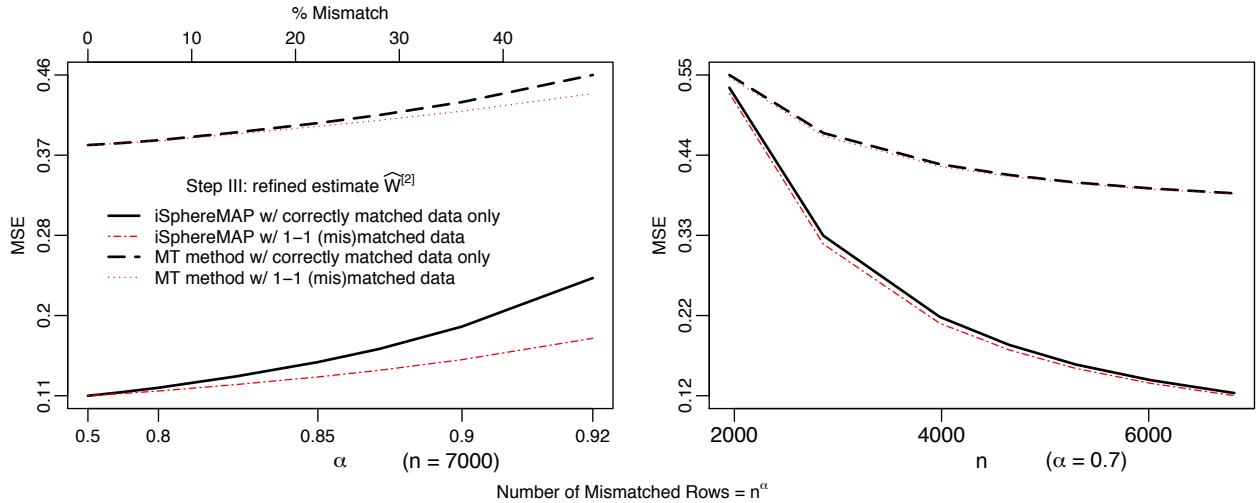 % Mismatch
0 10 20 30 40
MSE
0.46
0.37
0.28
0.2
0.11
Step III: refined estimate Ŵ[2]
iSphereMAP w/ correctly matched data only
iSphereMAP w/ 1−1 (mis)matched data
MT method w/ correctly matched data only
MT method w/ 1−1 (mis)matched data
0.5 0.8 0.85 0.9 0.92
α (n = 7000)
MSE
0.55
0.44
0.33
0.22
0.12
2000 4000 6000
n (α = 0.7)
Number of Mismatched Rows = n^α